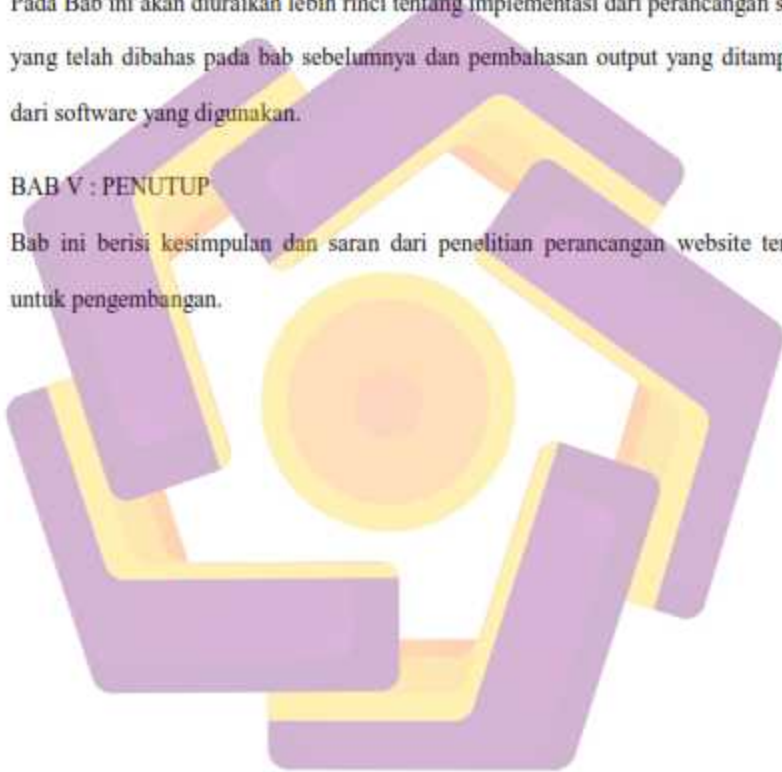 Pada Bab ini akan diuraikan lebih rinci tentang implementasi dari perancangan
yang telah dibahas pada bab sebelumnya dan pembahasan output yang
dari software yang digunakan.
BAB V : PENUTUP
Bab ini berisi kesimpulan dan saran dari penelitian perancangan website
untuk pengembangan.